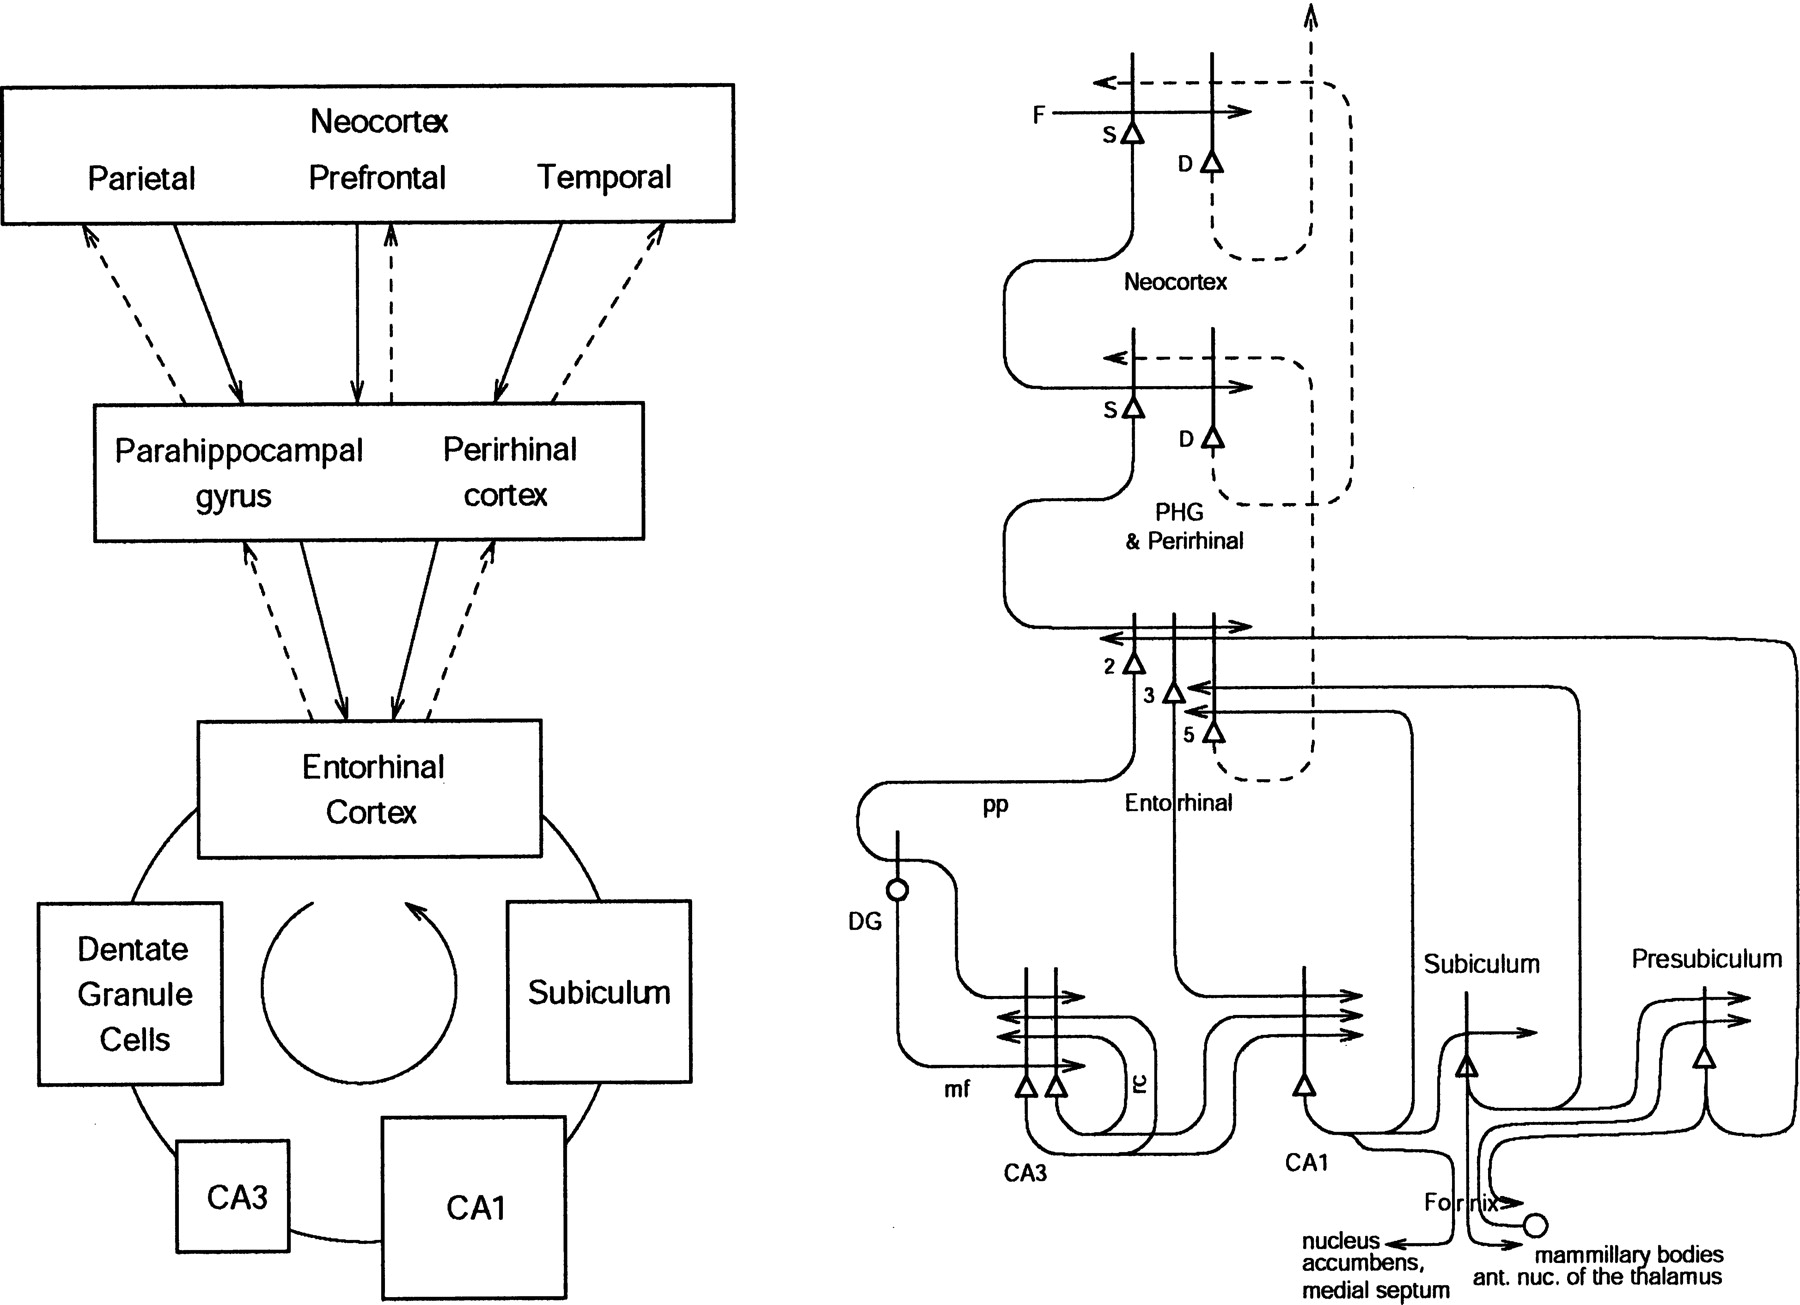 Neocortex
Parietal
Prefrontal
Temporal
Parahippocampal
gyrus
Perirhinal
cortex
Entorhinal
Cortex
Dentate
Granule
Cells
Subiculum
CA3
CA1
F
S
D
Neocortex
S
D
PHG
& Perirhinal
2
3
5
pp
Entorhinal
DG
Subiculum
Presubiculum
mf
rc
CA3
CA1
Fornix
nucleus
accumbens,
medial septum
mammillary bodies
ant. nuc. of the thalamus